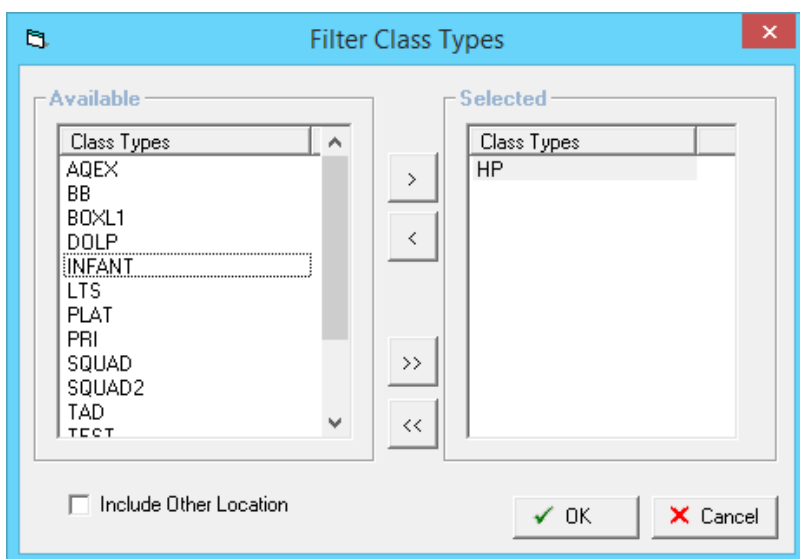 Filter Class Types
Available
Class Types
AQEX
BB
BOXL1
DOLP
INFANT
LTS
PLAT
PRI
SQUAD
SQUAD2
TAD
TEST
>
<
>>
<<
Selected
Class Types
HP
Include Other Location
OK
Cancel